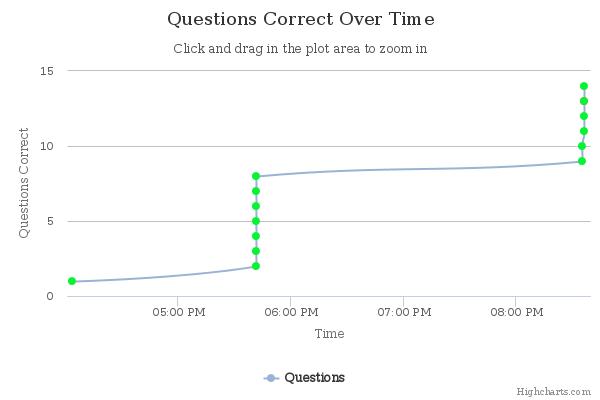 Questions Correct Over Time
Click and drag in the plot area to zoom in
Questions Correct
15
10
5
0
05:00 PM 06:00 PM 07:00 PM 08:00 PM
Time
Questions
Highcharts.com